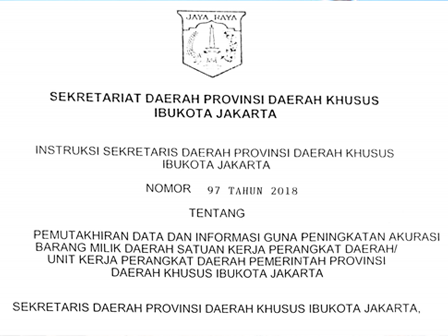 JAYA RAYA
SEKRETARIAT DAERAH PROVINSI DAERAH KHUSUS
IBUKOTA JAKARTA
INSTRUKSI SEKRETARIS DAERAH PROVINSI DAERAH KHUSUS
IBUKOTA JAKARTA
NOMOR 97 TAHUN 2018
TENTANG
PEMUTAKHIRAN DATA DAN INFORMASI GUNA PENINGKATAN AKURASI
BARANG MILIK DAERAH SATUAN KERJA PERANGKAT DAERAH/
UNIT KERJA PERANGKAT DAERAH PEMERINTAH PROVINSI
DAERAH KHUSUS IBUKOTA JAKARTA
SEKRETARIS DAERAH PROVINSI DAERAH KHUSUS IBUKOTA JAKARTA,